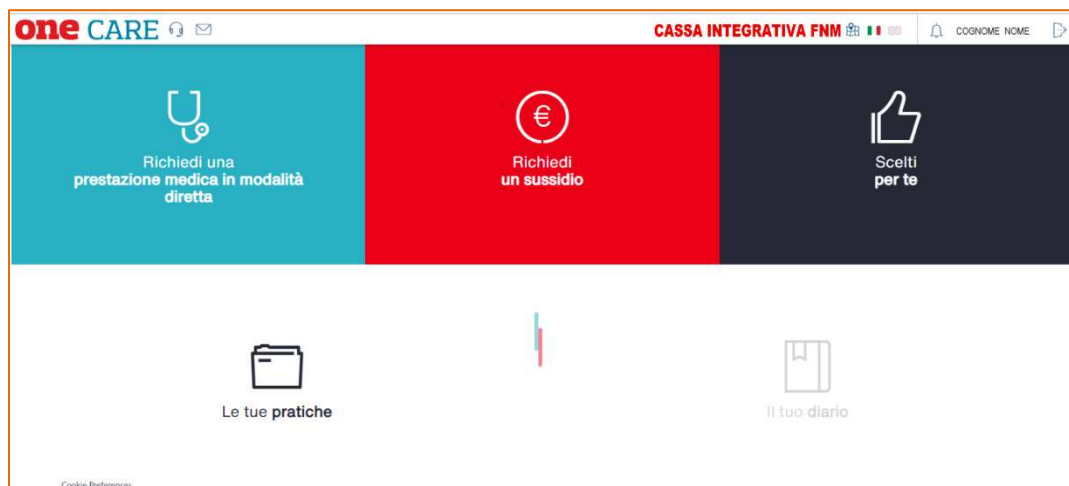 one CARE
CASSA INTEGRATIVA FNM
COGNOME NOME
Richiedi una
prestazione medica in modalità
diretta
Richiedi
un sussidio
Scelti
per te
Le tue pratiche
Il tuo diario
Cookie Preferences